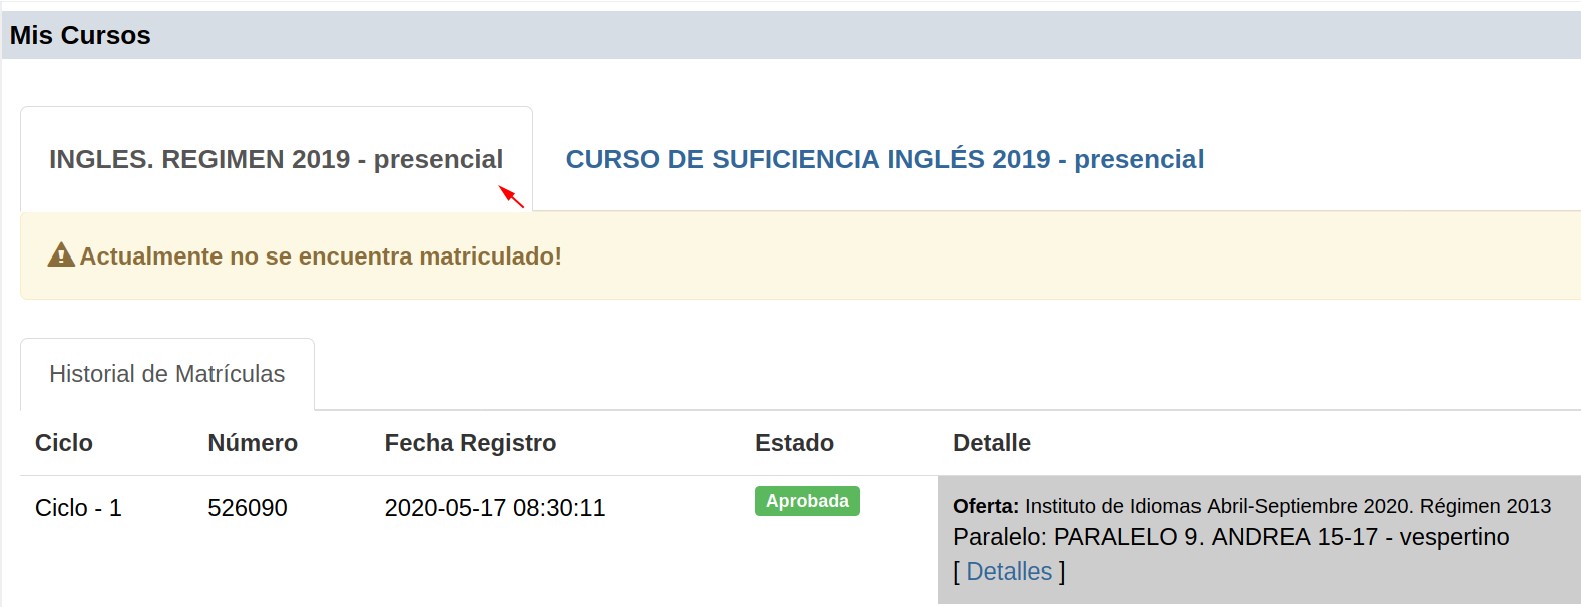 Mis Cursos
INGLES. REGIMEN 2019 - presencial
CURSO DE SUFICIENCIA INGLÉS 2019 - presencial
Actualmente no se encuentra matriculado!
Historial de Matrículas
Ciclo Número Fecha Registro Estado Detalle
Ciclo - 1 526090 2020-05-17 08:30:11 Aprobada Oferta: Instituto de Idiomas Abril-Septiembre 2020. Régimen 2013
Paralelo: PARALELO 9. ANDREA 15-17 - vespertino
[ Detalles ]